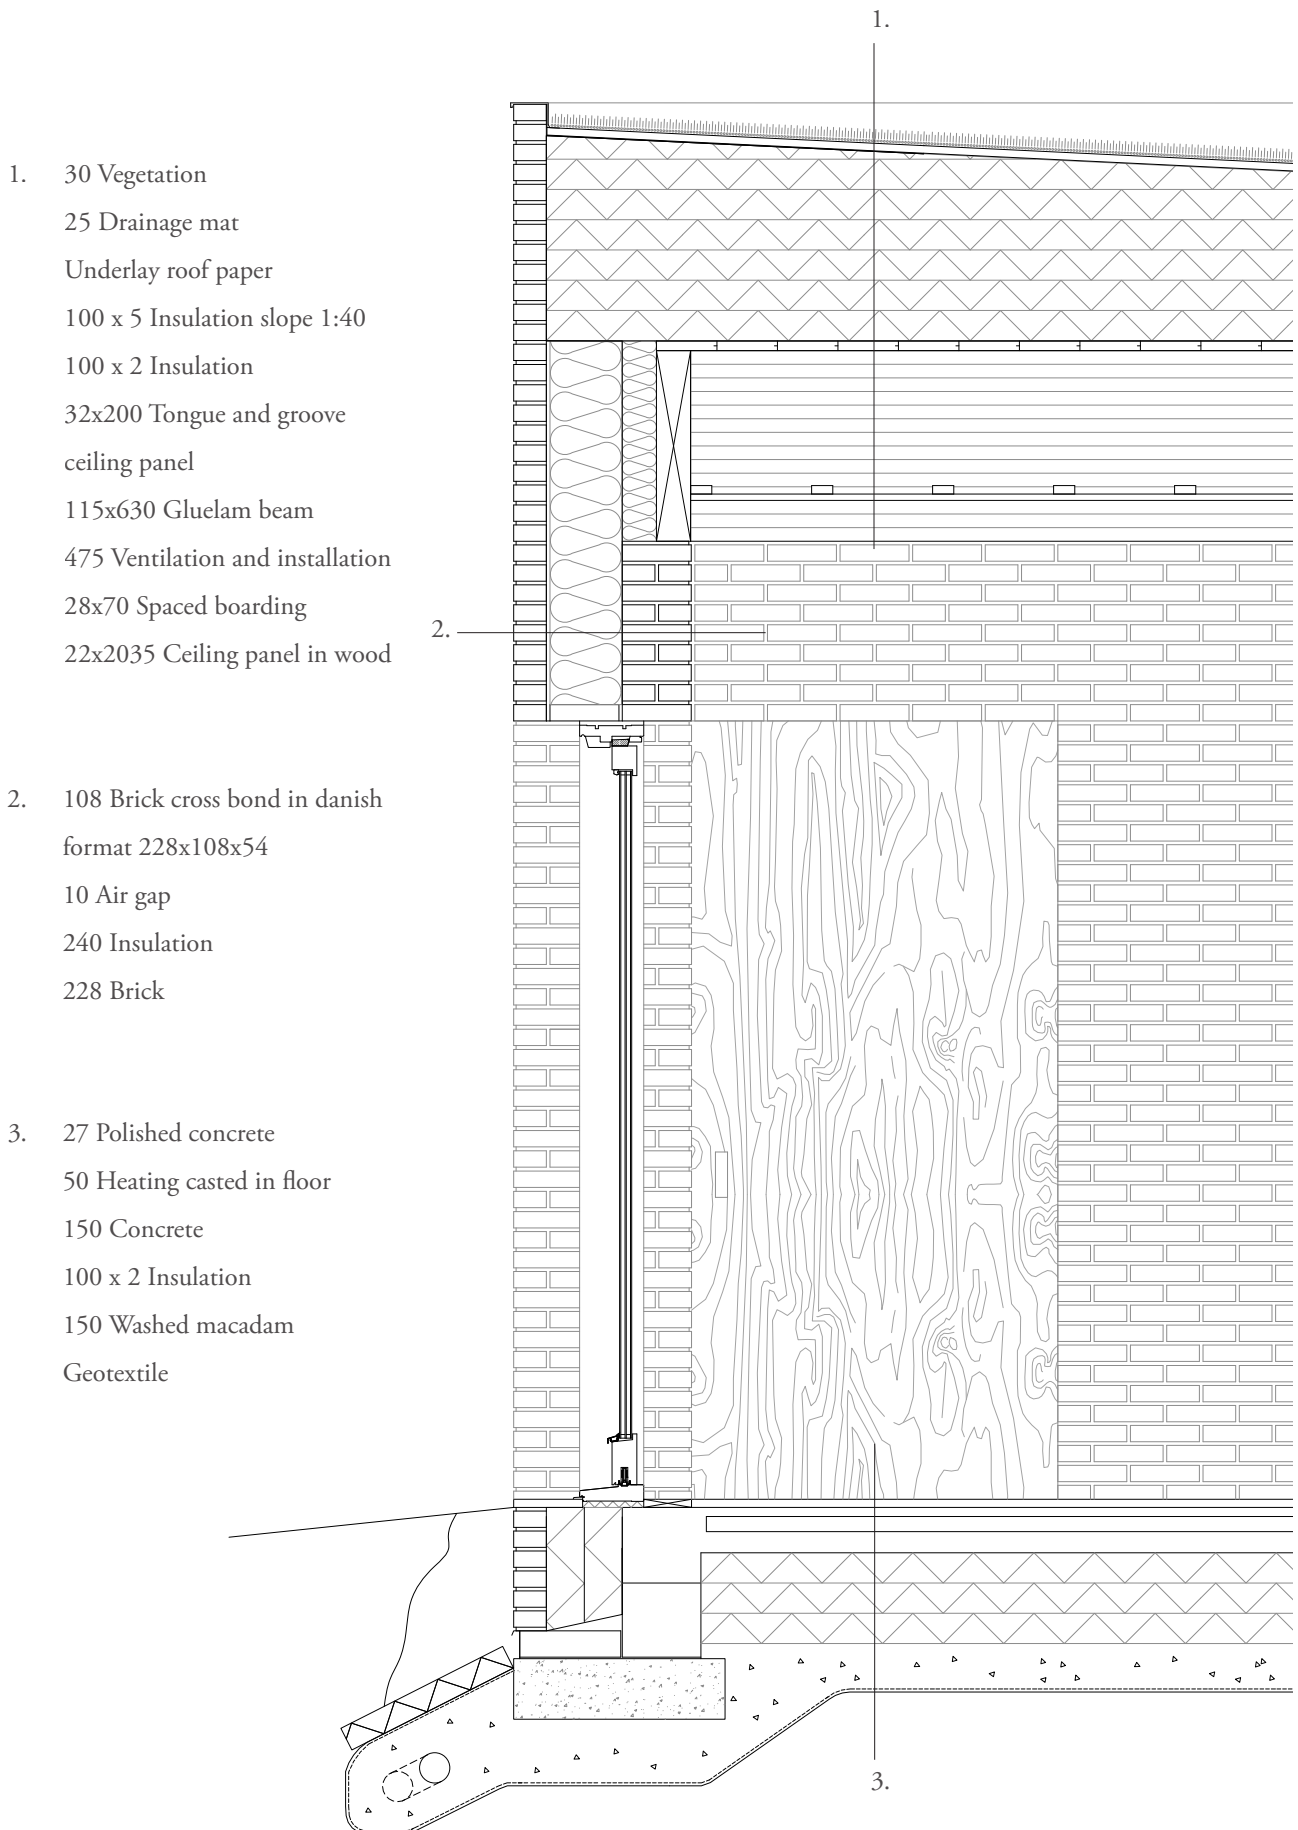 1.
1. 30 Vegetation
25 Drainage mat
Underlay roof paper
100 x 5 Insulation slope 1:40
100 x 2 Insulation
32x200 Tongue and groove
ceiling panel
115x630 Gluelam beam
475 Ventilation and installation
28x70 Spaced boarding
22x2035 Ceiling panel in wood
2.
2. 108 Brick cross bond in danish
format 228x108x54
10 Air gap
240 Insulation
228 Brick
3. 27 Polished concrete
50 Heating casted in floor
150 Concrete
100 x 2 Insulation
150 Washed macadam
Geotextile
3.